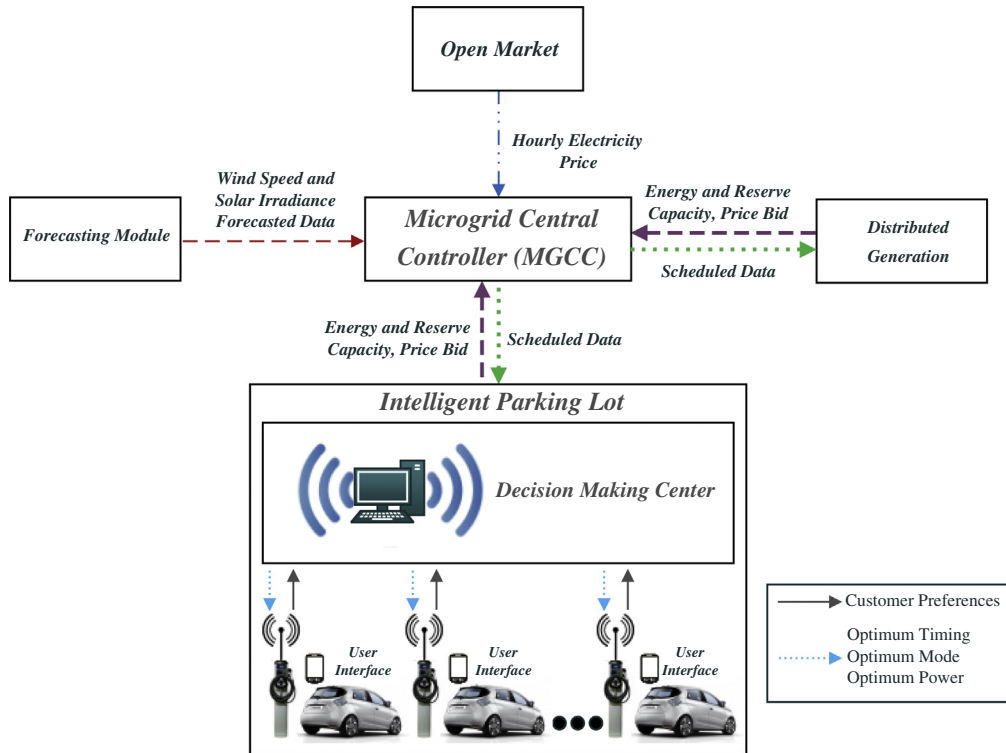 Open Market
Hourly Electricity
Price
Wind Speed and
Solar Irradiance
Forecasted Data
Forecasting Module
Microgrid Central
Controller (MGCC)
Energy and Reserve
Capacity, Price Bid
Scheduled Data
Distributed
Generation
Energy and Reserve
Capacity, Price Bid
Scheduled Data
Intelligent Parking Lot
Decision Making Center
User
Interface
User
Interface
User
Interface
Customer Preferences
Optimum Timing
Optimum Mode
Optimum Power